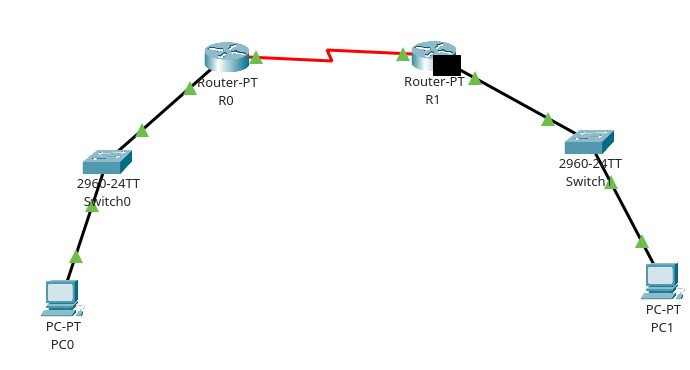 Router-PT
R0
Router-PT
R1
2960-24TT
Switch0
2960-24TT
Switch1
PC-PT
PC0
PC-PT
PC1